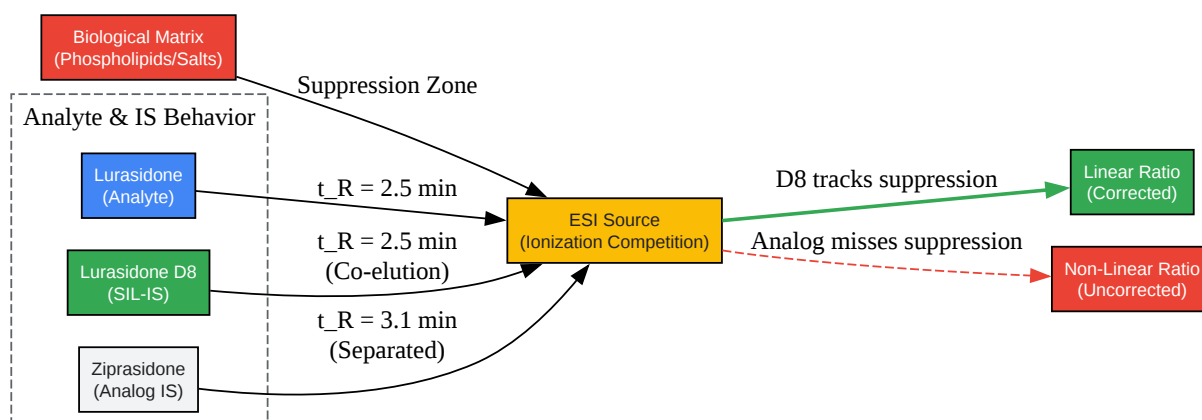 Biological Matrix
(Phospholipids/Salts)
Suppression Zone
Analyte & IS Behavior
Lurasidone
(Analyte)
t_R = 2.5 min
Lurasidone D8
(SIL-IS)
t_R = 2.5 min
(Co-elution)
Ziprasidone
(Analog IS)
t_R = 3.1 min
(Separated)
ESI Source
(Ionization Competition)
D8 tracks suppression
Linear Ratio
(Corrected)
Analog misses suppression
Non-Linear Ratio
(Uncorrected)